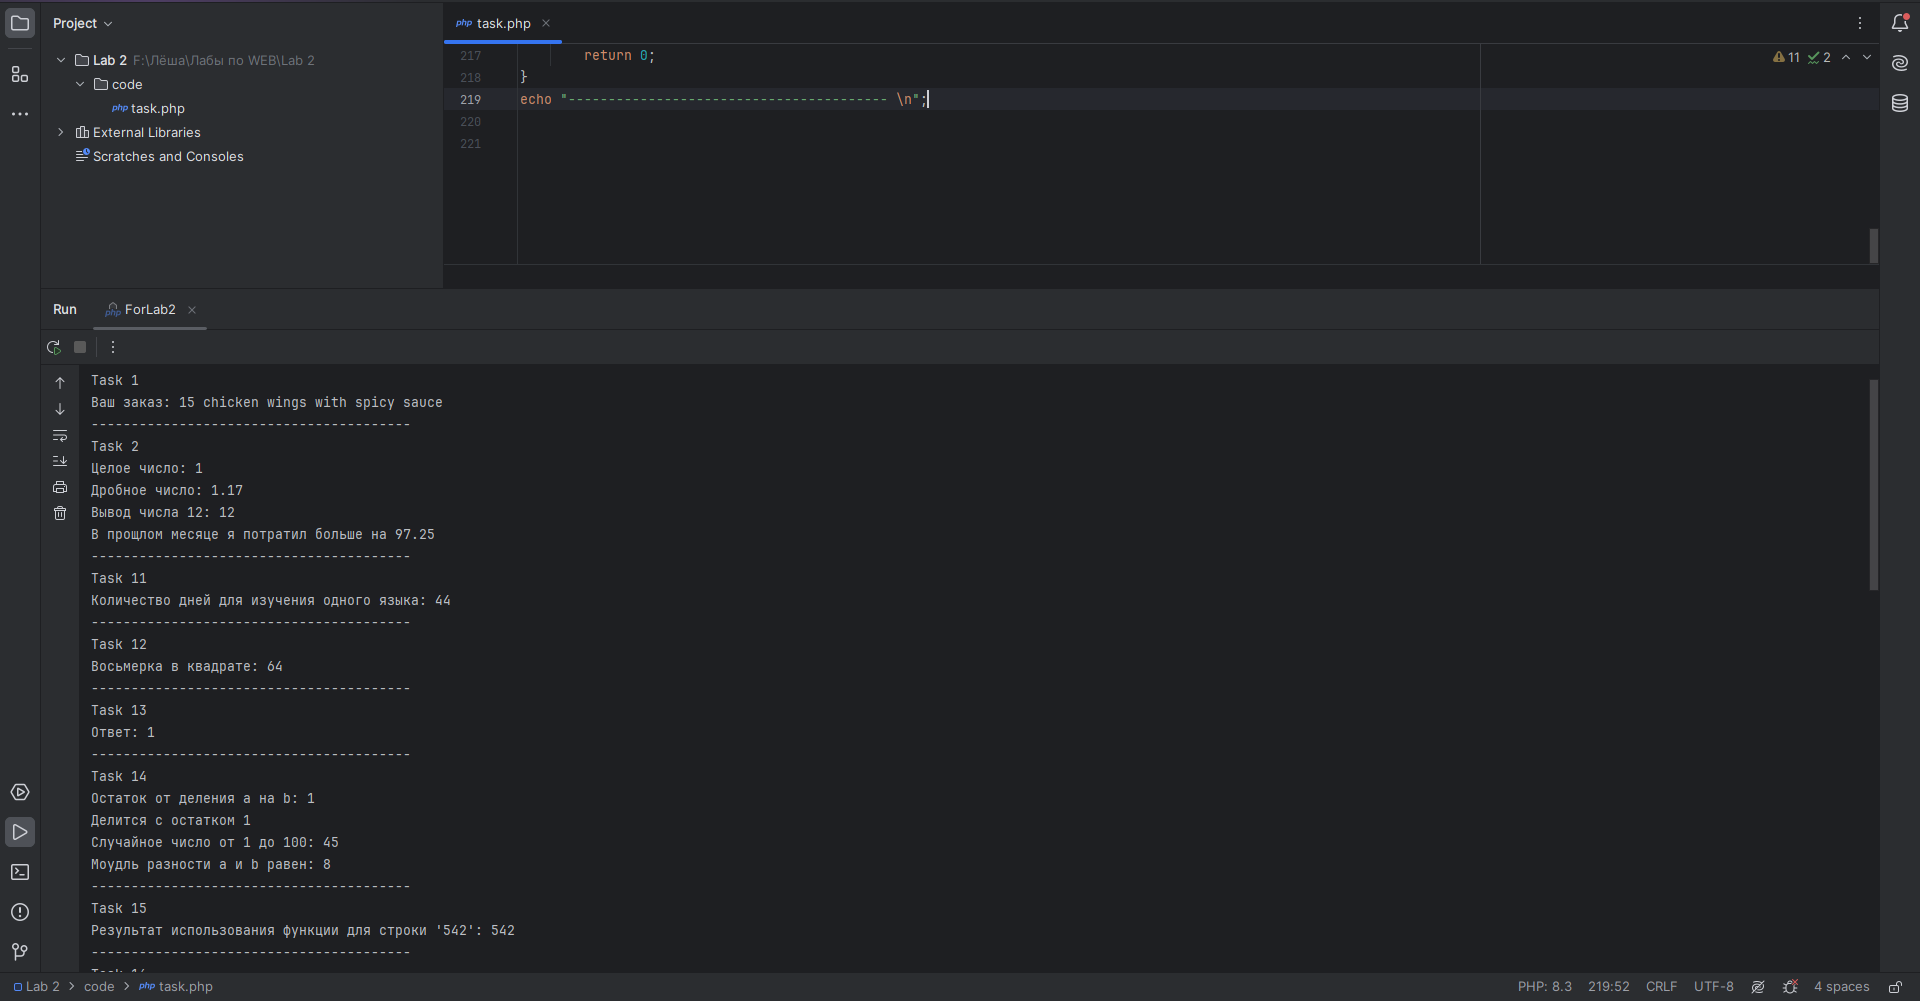 Project
Lab 2 F:\Лёша\Лабы по WEB\Lab 2
code
php task.php
External Libraries
Scratches and Consoles
php task.php
217 return 0;
218 }
219 echo "---------------------------------------- \n";
220
221
11 2
Run
php ForLab2
Task 1
Ваш заказ: 15 chicken wings with spicy sauce
----------------------------------------
Task 2
Целое число: 1
Дробное число: 1.17
Вывод числа 12: 12
В прощлом месяце я потратил больше на 97.25
----------------------------------------
Task 11
Количество дней для изучения одного языка: 44
----------------------------------------
Task 12
Восьмерка в квадрате: 64
----------------------------------------
Task 13
Ответ: 1
----------------------------------------
Task 14
Остаток от деления a на b: 1
Делится с остатком 1
Случайное число от 1 до 100: 45
Моудль разности a и b равен: 8
----------------------------------------
Task 15
Результат использования функции для строки '542': 542
----------------------------------------
Lab 2 > code > php task.php
PHP: 8.3 219:52 CRLF UTF-8 4 spaces